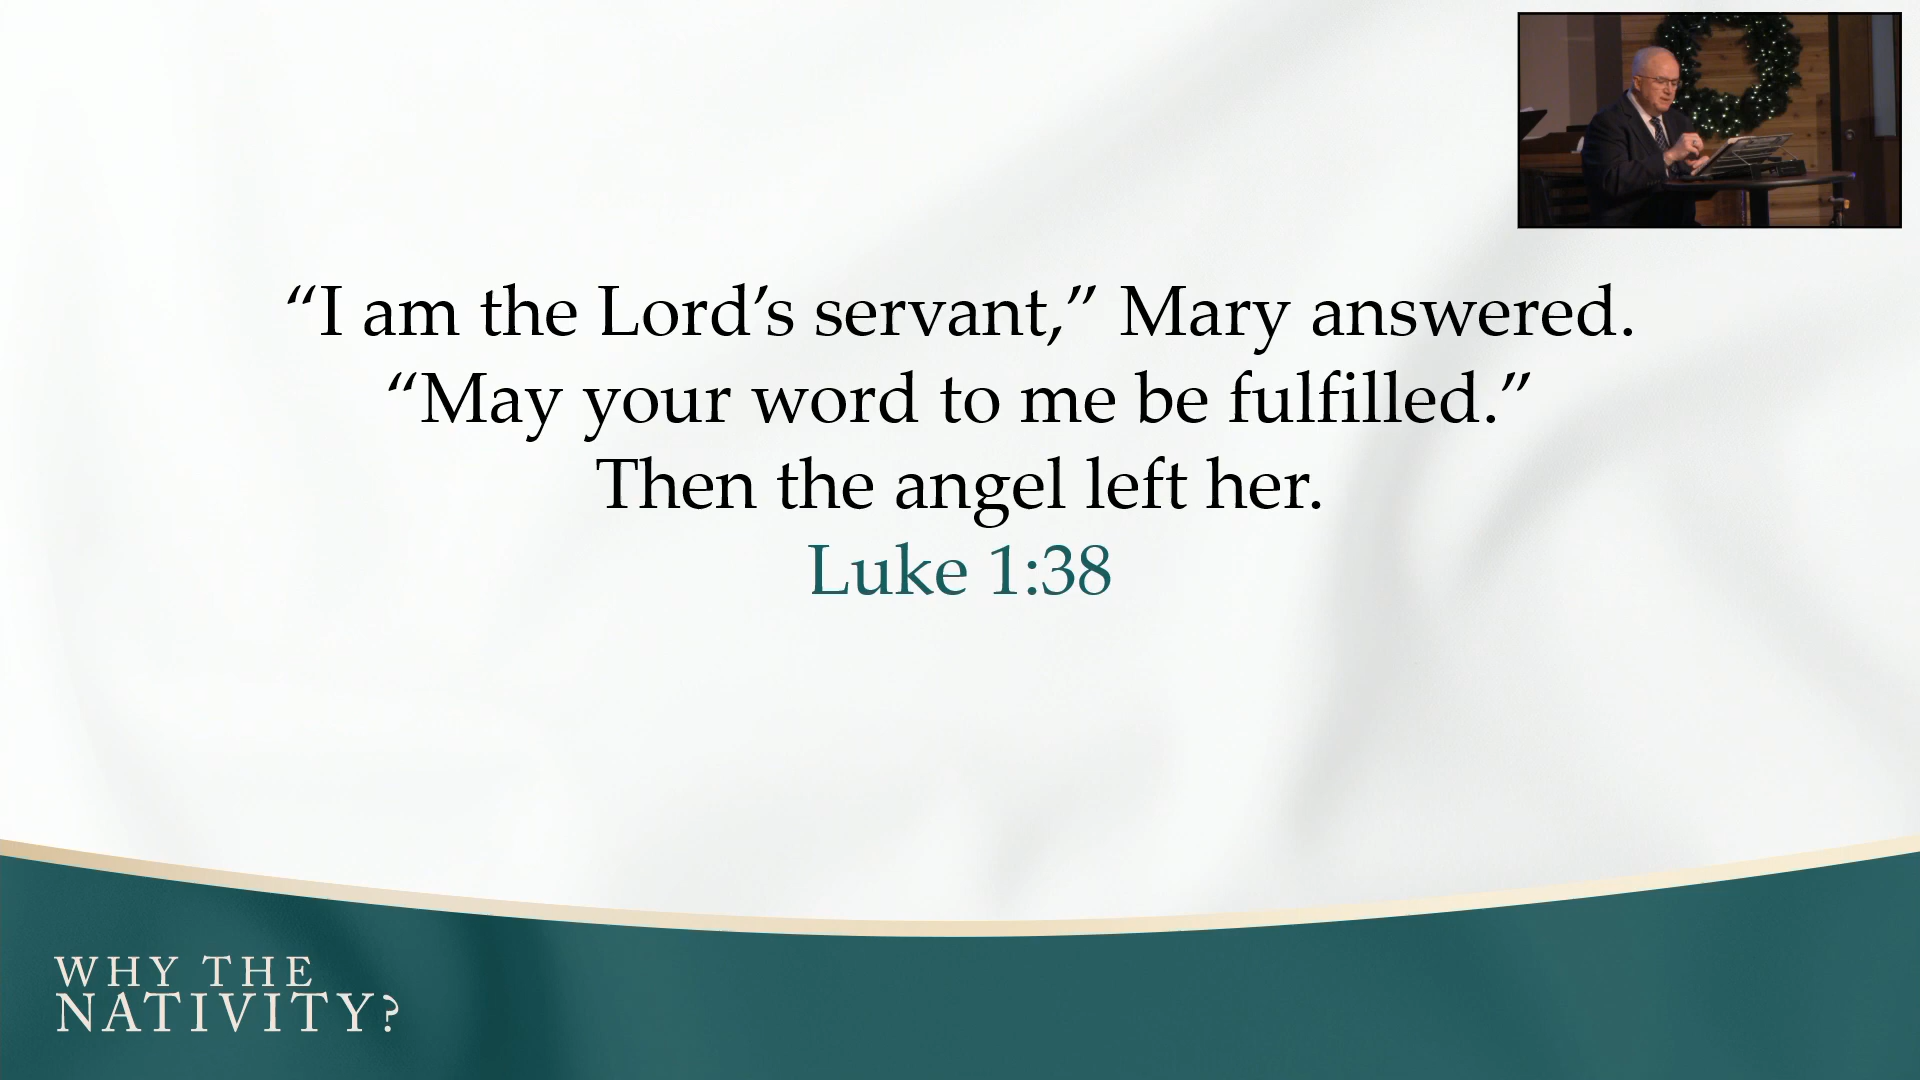 “I am the Lord’s servant,” Mary answered.
“May your word to me be fulfilled.”
Then the angel left her.
Luke 1:38
WHY THE
NATIVITY?